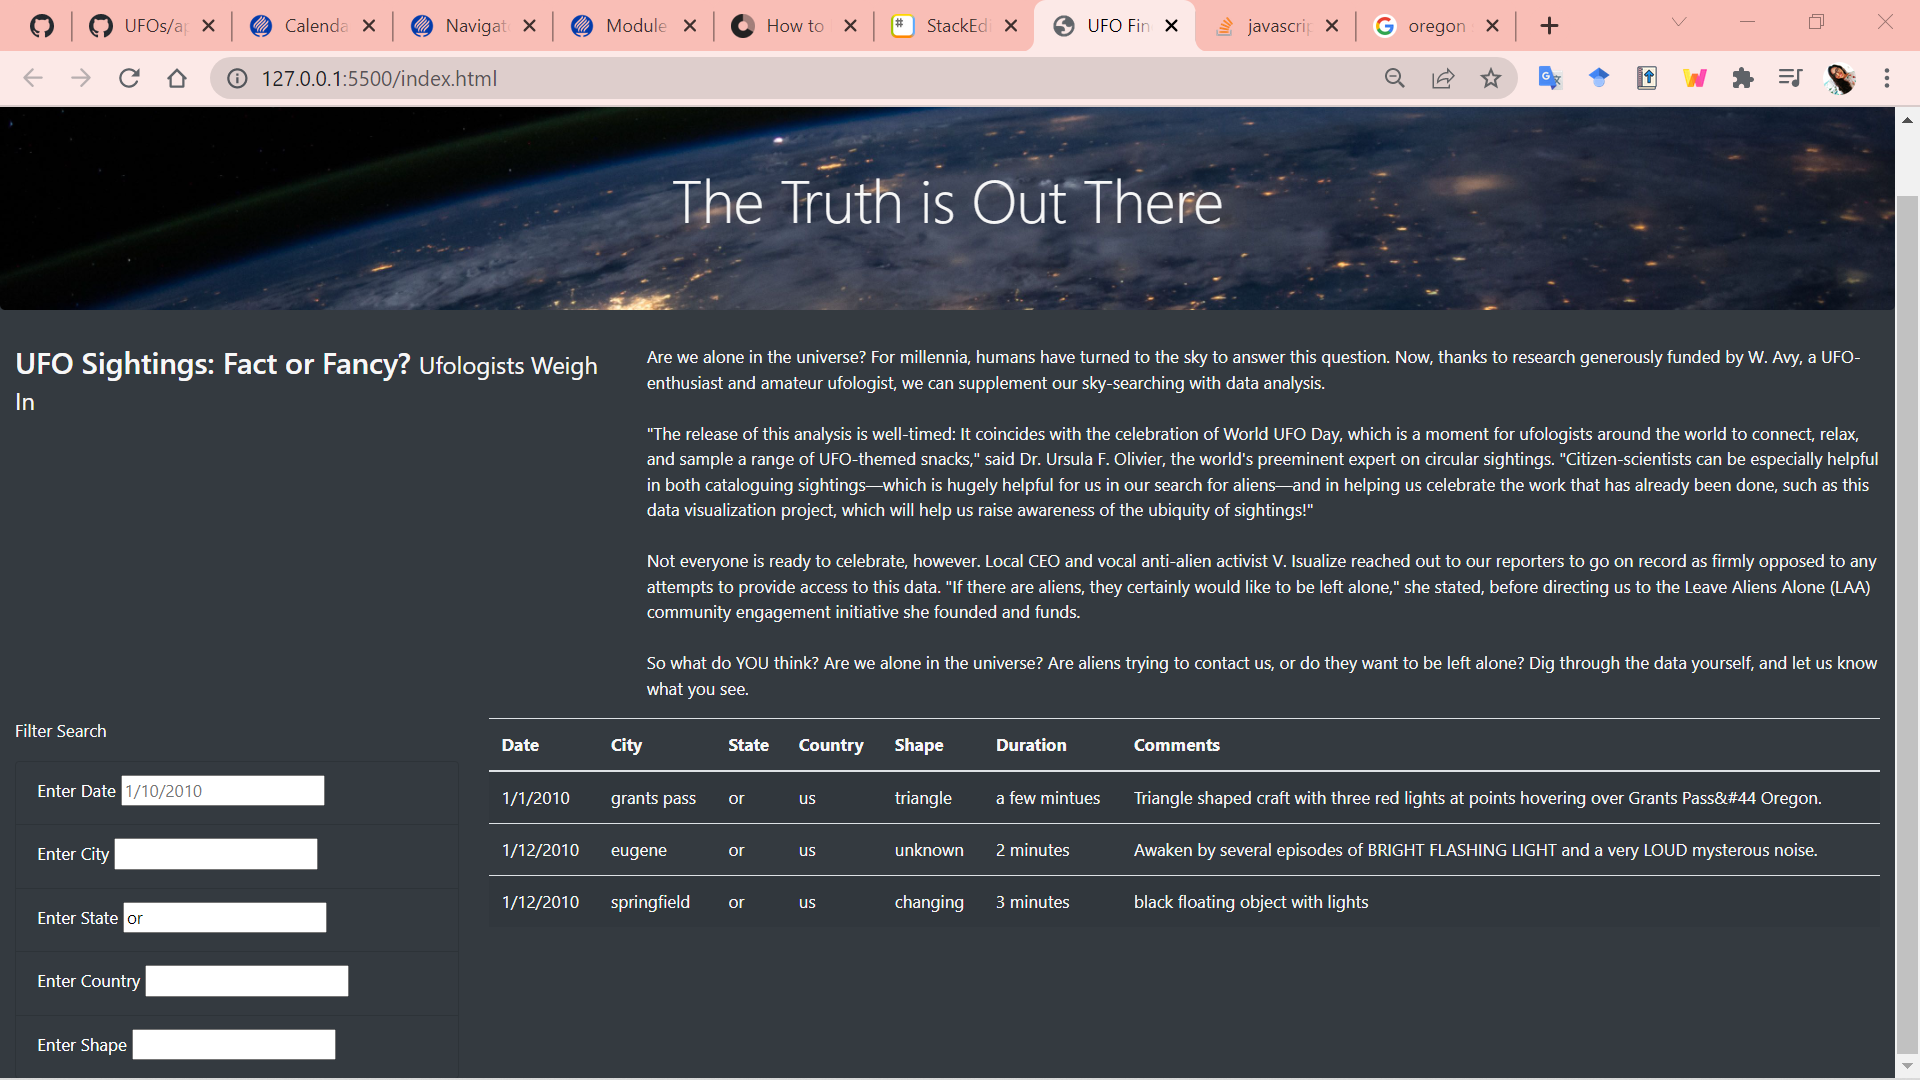 UFOs/ap
Calenda
Navigate
Module
How to
StackEdi
UFO Fin
javascrip
oregon
127.0.0.1:5500/index.html
The Truth is Out There
UFO Sightings: Fact or Fancy? Ufologists Weigh
In
Are we alone in the universe? For millennia, humans have turned to the sky to answer this question. Now, thanks to research generously funded by W. Avy, a UFO-
enthusiast and amateur ufologist, we can supplement our sky-searching with data analysis.
"The release of this analysis is well-timed: It coincides with the celebration of World UFO Day, which is a moment for ufologists around the world to connect, relax,
and sample a range of UFO-themed snacks," said Dr. Ursula F. Olivier, the world's preeminent expert on circular sightings. "Citizen-scientists can be especially helpful
in both cataloguing sightings—which is hugely helpful for us in our search for aliens—and in helping us celebrate the work that has already been done, such as this
data visualization project, which will help us raise awareness of the ubiquity of sightings!"
Not everyone is ready to celebrate, however. Local CEO and vocal anti-alien activist V. Isualize reached out to our reporters to go on record as firmly opposed to any
attempts to provide access to this data. "If there are aliens, they certainly would like to be left alone," she stated, before directing us to the Leave Aliens Alone (LAA)
community engagement initiative she founded and funds.
So what do YOU think? Are we alone in the universe? Are aliens trying to contact us, or do they want to be left alone? Dig through the data yourself, and let us know
what you see.
Filter Search
Enter Date 1/10/2010
Enter City
Enter State or
Enter Country
Enter Shape
Date City State Country Shape Duration Comments
1/1/2010 grants pass or us triangle a few mintues Triangle shaped craft with three red lights at points hovering over Grants Pass&#44 Oregon.
1/12/2010 eugene or us unknown 2 minutes Awaken by several episodes of BRIGHT FLASHING LIGHT and a very LOUD mysterous noise.
1/12/2010 springfield or us changing 3 minutes black floating object with lights